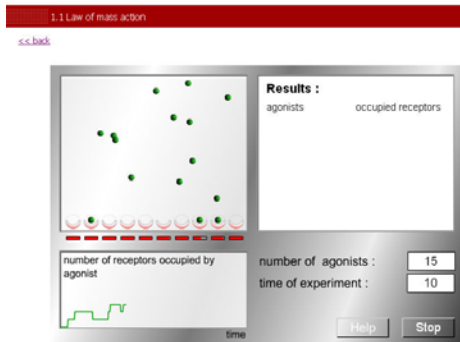 1.1 Law of mass action
<< back
Results :
agonists occupied receptors
number of receptors occupied by
agonist
time
number of agonists : 15
time of experiment : 10
Help Stop